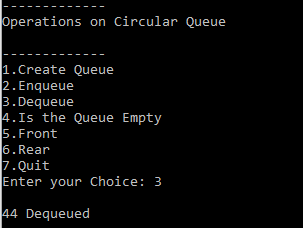 -------------
Operations on Circular Queue
-------------
1.Create Queue
2.Enqueue
3.Dequeue
4.Is the Queue Empty
5.Front
6.Rear
7.Quit
Enter your Choice: 3
44 Dequeued